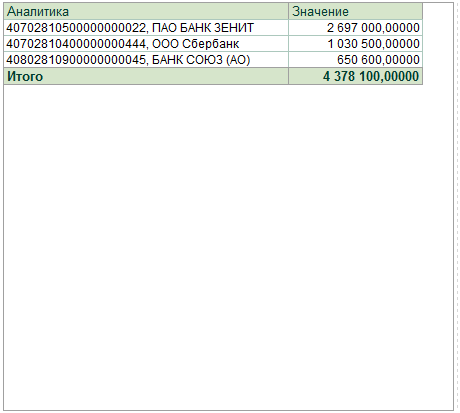 Аналитика Значение
40702810500000000022, ПАО БАНК ЗЕНИТ 2 697 000,00000
40702810400000000444, ООО Сбербанк 1 030 500,00000
40802810900000000045, БАНК СОЮЗ (АО) 650 600,00000
Итого 4 378 100,00000